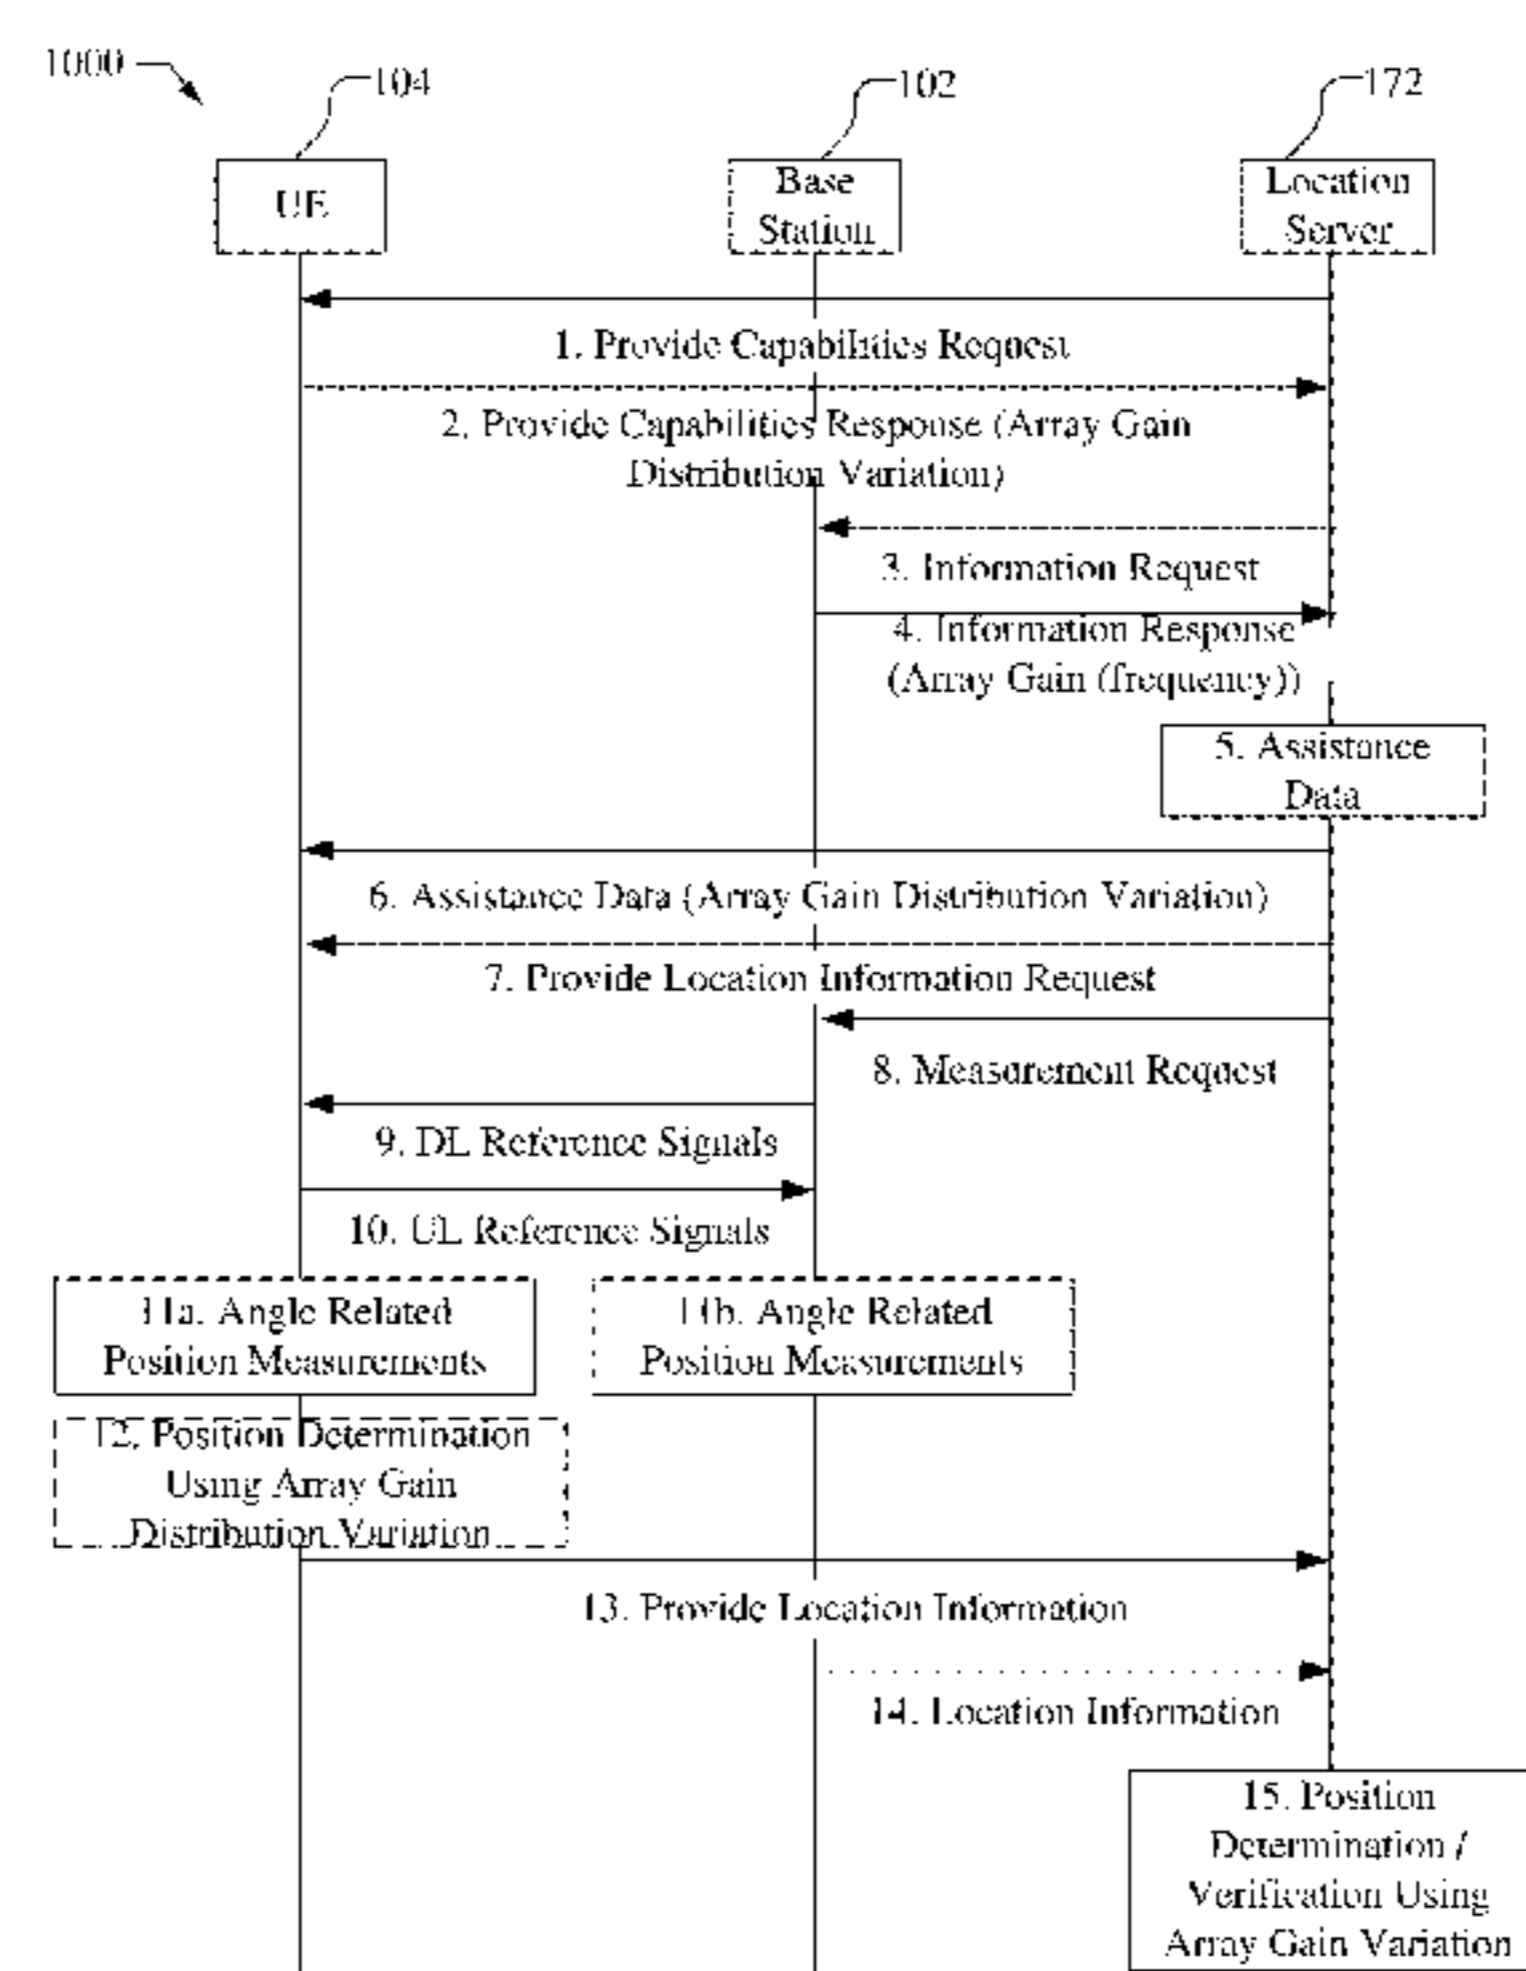 1000
104
102
172
UE
Base
Station
Location
Server
1. Provide Capabilities Request
2. Provide Capabilities Response (Array Gain
Distribution Variation)
3. Information Request
4. Information Response
(Array Gain (frequency))
5. Assistance
Data
6. Assistance Data (Array Gain Distribution Variation)
7. Provide Location Information Request
8. Measurement Request
9. DL Reference Signals
10. UL Reference Signals
11a. Angle Related
Position Measurements
11b. Angle Related
Position Measurements
12. Position Determination
Using Array Gain
Distribution Variation
13. Provide Location Information
14. Location Information
15. Position
Determination /
Verification Using
Array Gain Variation